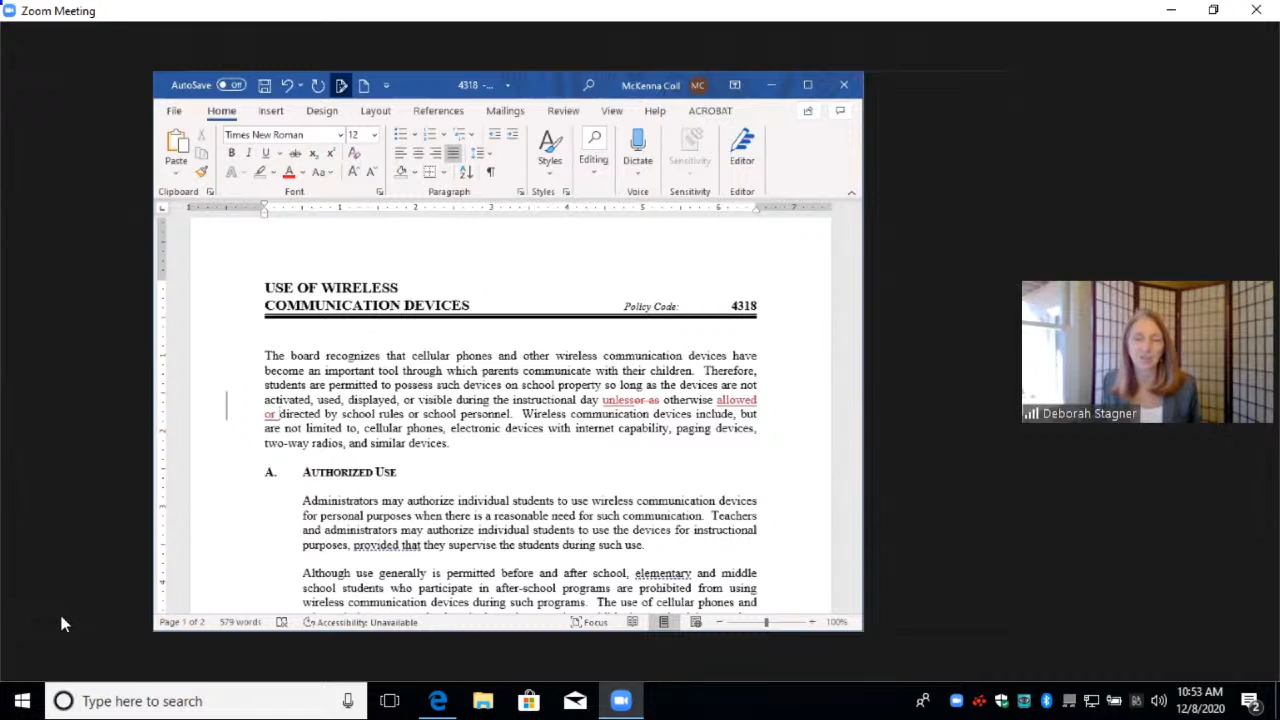 Zoom Meeting
AutoSave Off 4318 -... McKenna Coll MC
File Home Insert Design Layout References Mailings Review View Help ACROBAT
Times New Roman 12
Paste Styles Editing Dictate Sensitivity Editor
Clipboard Font Paragraph Styles Voice Sensitivity Editor
USE OF WIRELESS
COMMUNICATION DEVICES Policy Code: 4318
The board recognizes that cellular phones and other wireless communication devices have
become an important tool through which parents communicate with their children. Therefore,
students are permitted to possess such devices on school property so long as the devices are not
activated, used, displayed, or visible during the instructional day unlessor as otherwise allowed
or directed by school rules or school personnel. Wireless communication devices include, but
are not limited to, cellular phones, electronic devices with internet capability, paging devices,
two-way radios, and similar devices.
A. AUTHORIZED USE
Administrators may authorize individual students to use wireless communication devices
for personal purposes when there is a reasonable need for such communication. Teachers
and administrators may authorize individual students to use the devices for instructional
purposes, provided that they supervise the students during such use.
Although use generally is permitted before and after school, elementary and middle
school students who participate in after-school programs are prohibited from using
wireless communication devices during such programs. The use of cellular phones and
Page 1 of 2 579 words Accessibility: Unavailable Focus 100%
Deborah Stagner
Type here to search
10:53 AM
12/8/2020
2